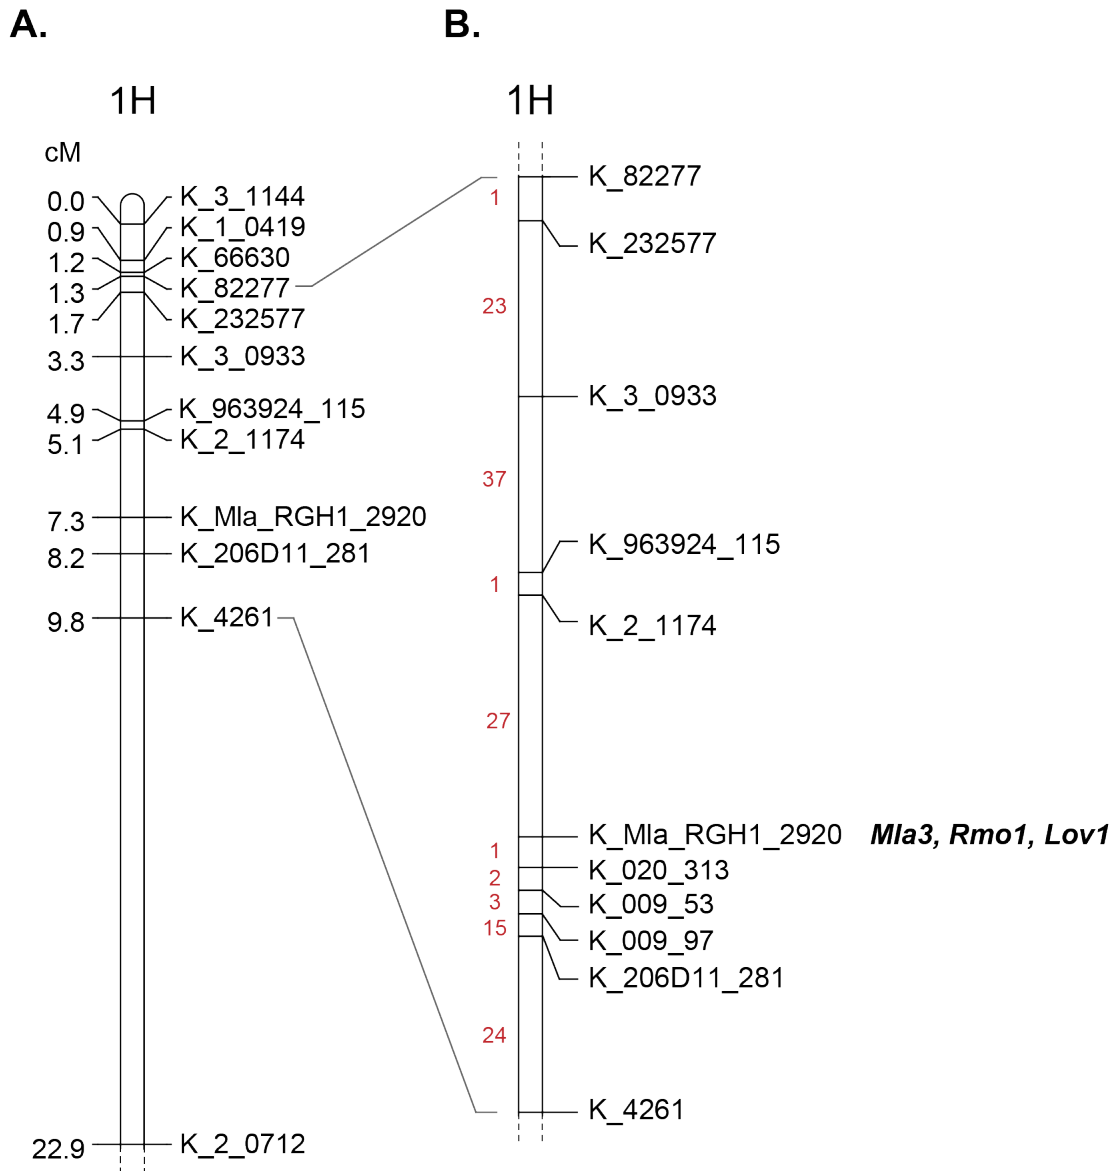 A.
1H
cM
0.0 K_3_1144
0.9 K_1_0419
1.2 K_66630
1.3 K_82277
1.7 K_232577
3.3 K_3_0933
4.9 K_963924_115
5.1 K_2_1174
7.3 K_Mla_RGH1_2920
8.2 K_206D11_281
9.8 K_4261
22.9 K_2_0712
B.
1H
K_82277
1
K_232577
23
K_3_0933
37
K_963924_115
1
K_2_1174
27
K_Mla_RGH1_2920 Mla3, Rmo1, Lov1
1
K_020_313
2
K_009_53
3
15
K_009_97
K_206D11_281
24
K_4261